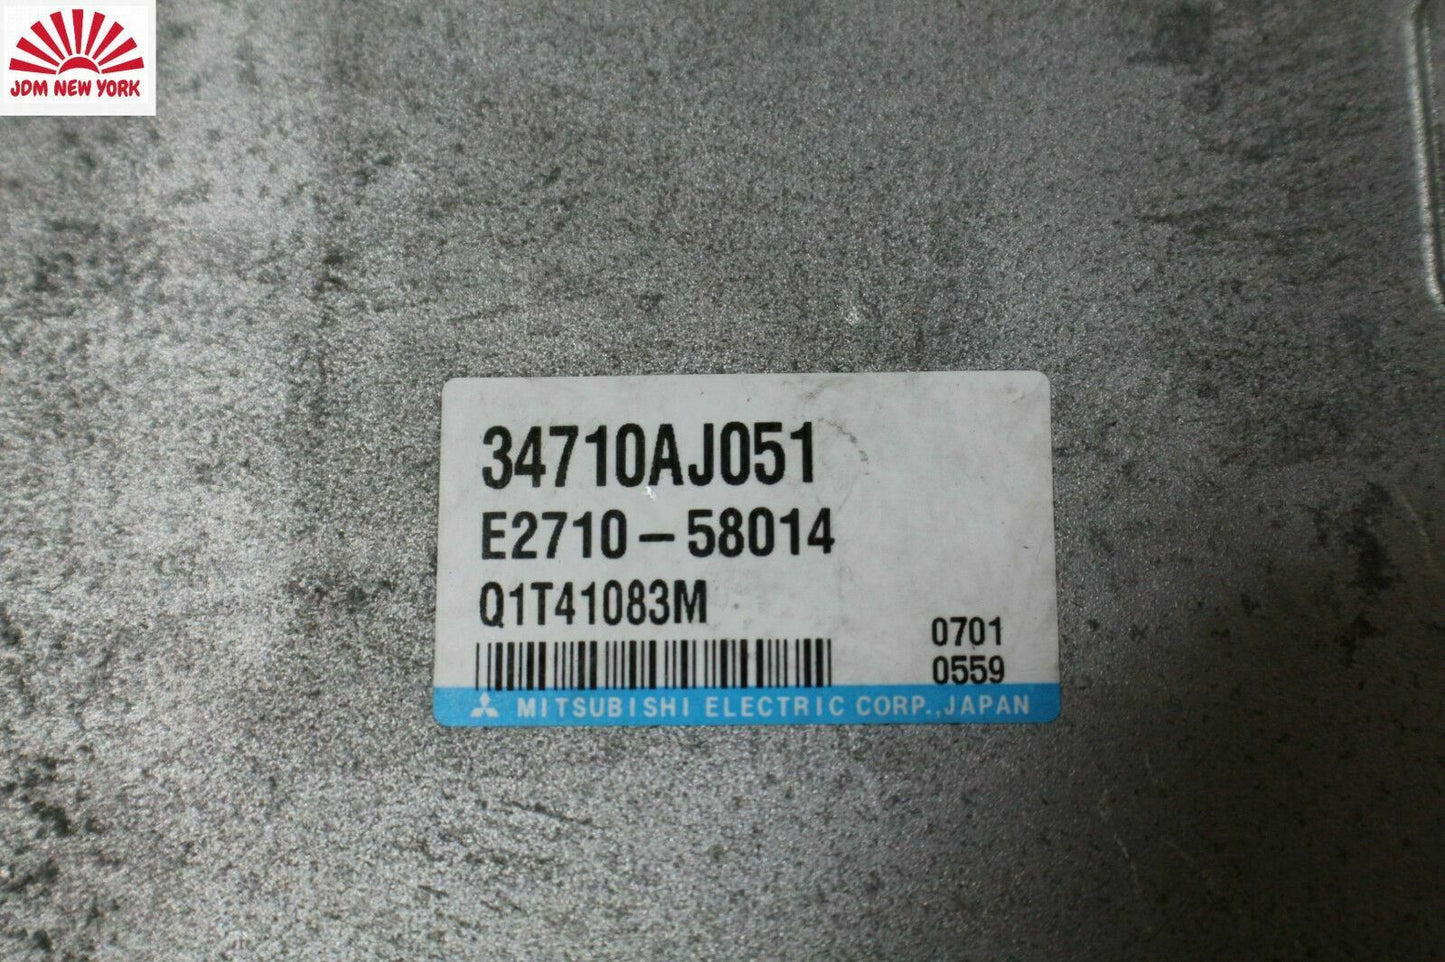 JDM NEW YORK
34710AJ051
E2710-58014
Q1T41083M
0701
0559
MITSUBISHI ELECTRIC CORP.,JAPAN